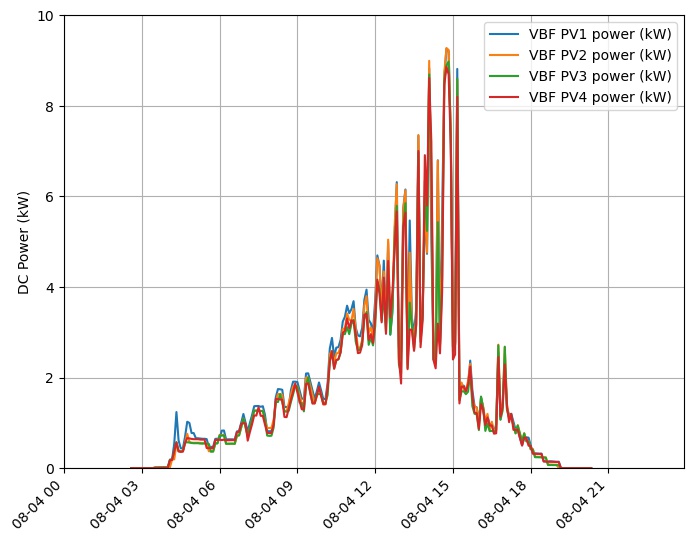 10
8
6
4
2
0
DC Power (kW)
VBF PV1 power (kW)
VBF PV2 power (kW)
VBF PV3 power (kW)
VBF PV4 power (kW)
08-04 00
08-04 03
08-04 06
08-04 09
08-04 12
08-04 15
08-04 18
08-04 21